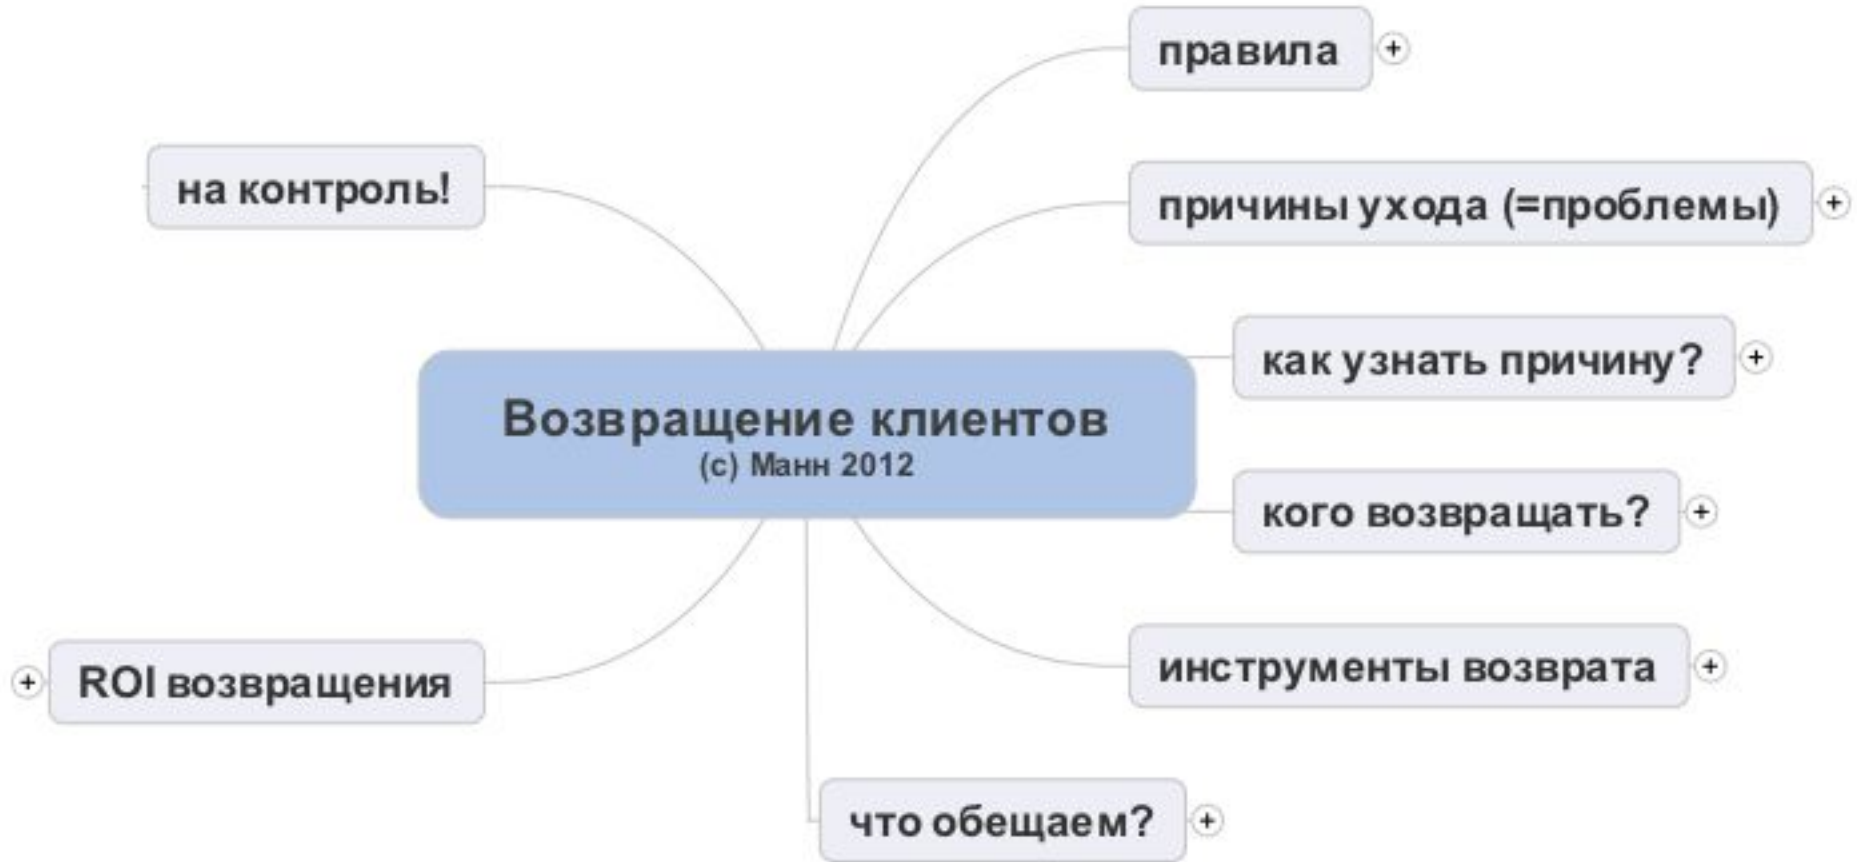 правила
на контроль!
причины ухода (=проблемы)
как узнать причину?
Возвращение клиентов
(c) Манн 2012
кого возвращать?
инструменты возврата
ROI возвращения
что обещаем?